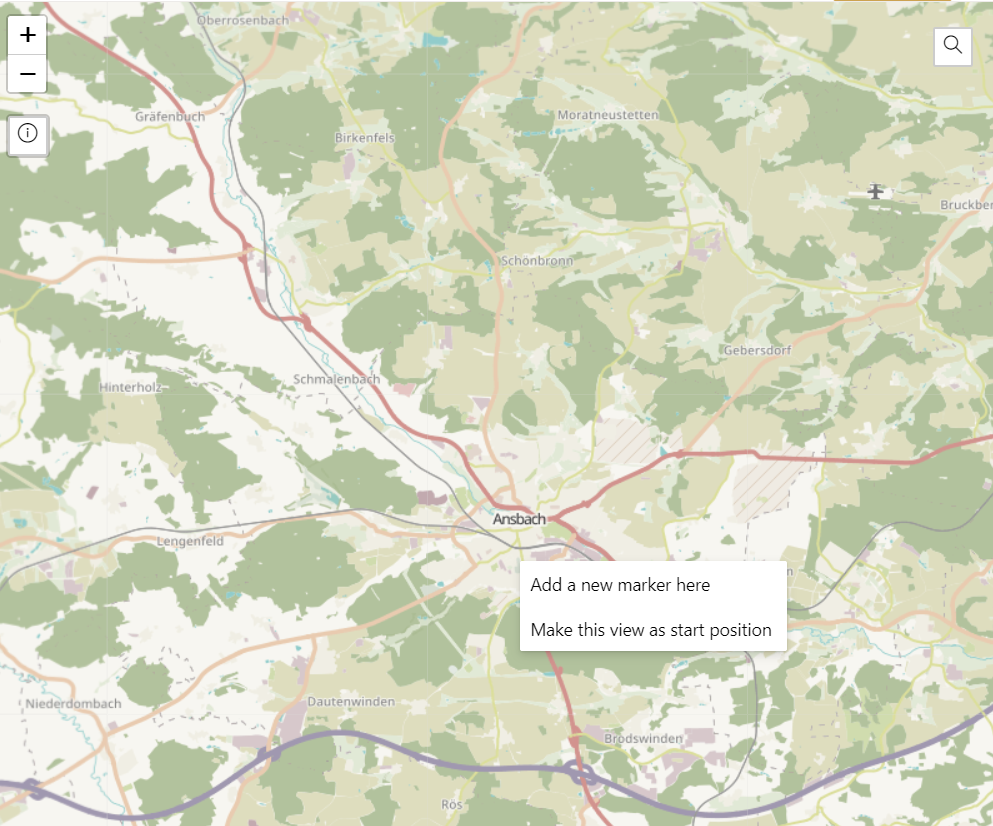 Oberrosenbach
+
−
Gräfenbuch
Moratneustetten
Birkenfels
Bruckber
Schönbronn
Gebersdorf
Schmalenbach
Hinterholz
Ansbach
Lengenfeld
Add a new marker here
n
Make this view as start position
Niederdombach
Dautenwinden
Brodswinden
Rös